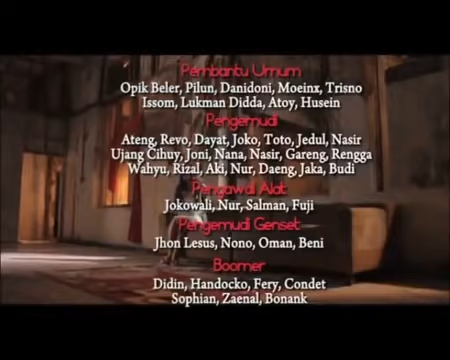 Pembantu Umum
Opik Beler, Pilun, Danidoni, Moeinx, Trisno
Issom, Lukman Didda, Atoy, Husein
Pengemudi
Ateng, Revo, Dayat, Joko, Toto, Jedul, Nasir
Ujang Cihuy, Joni, Nana, Nasir, Gareng, Rengga
Wahyu, Rizal, Aki, Nur, Daeng, Jaka, Budi
Pengawal Alat
Jokowali, Nur, Salman, Fuji
Pengemudi Genset
Jhon Lesus, Nono, Oman, Beni
Boomer
Didin, Handocko, Fery, Condet
Sophian, Zaenal, Bonank